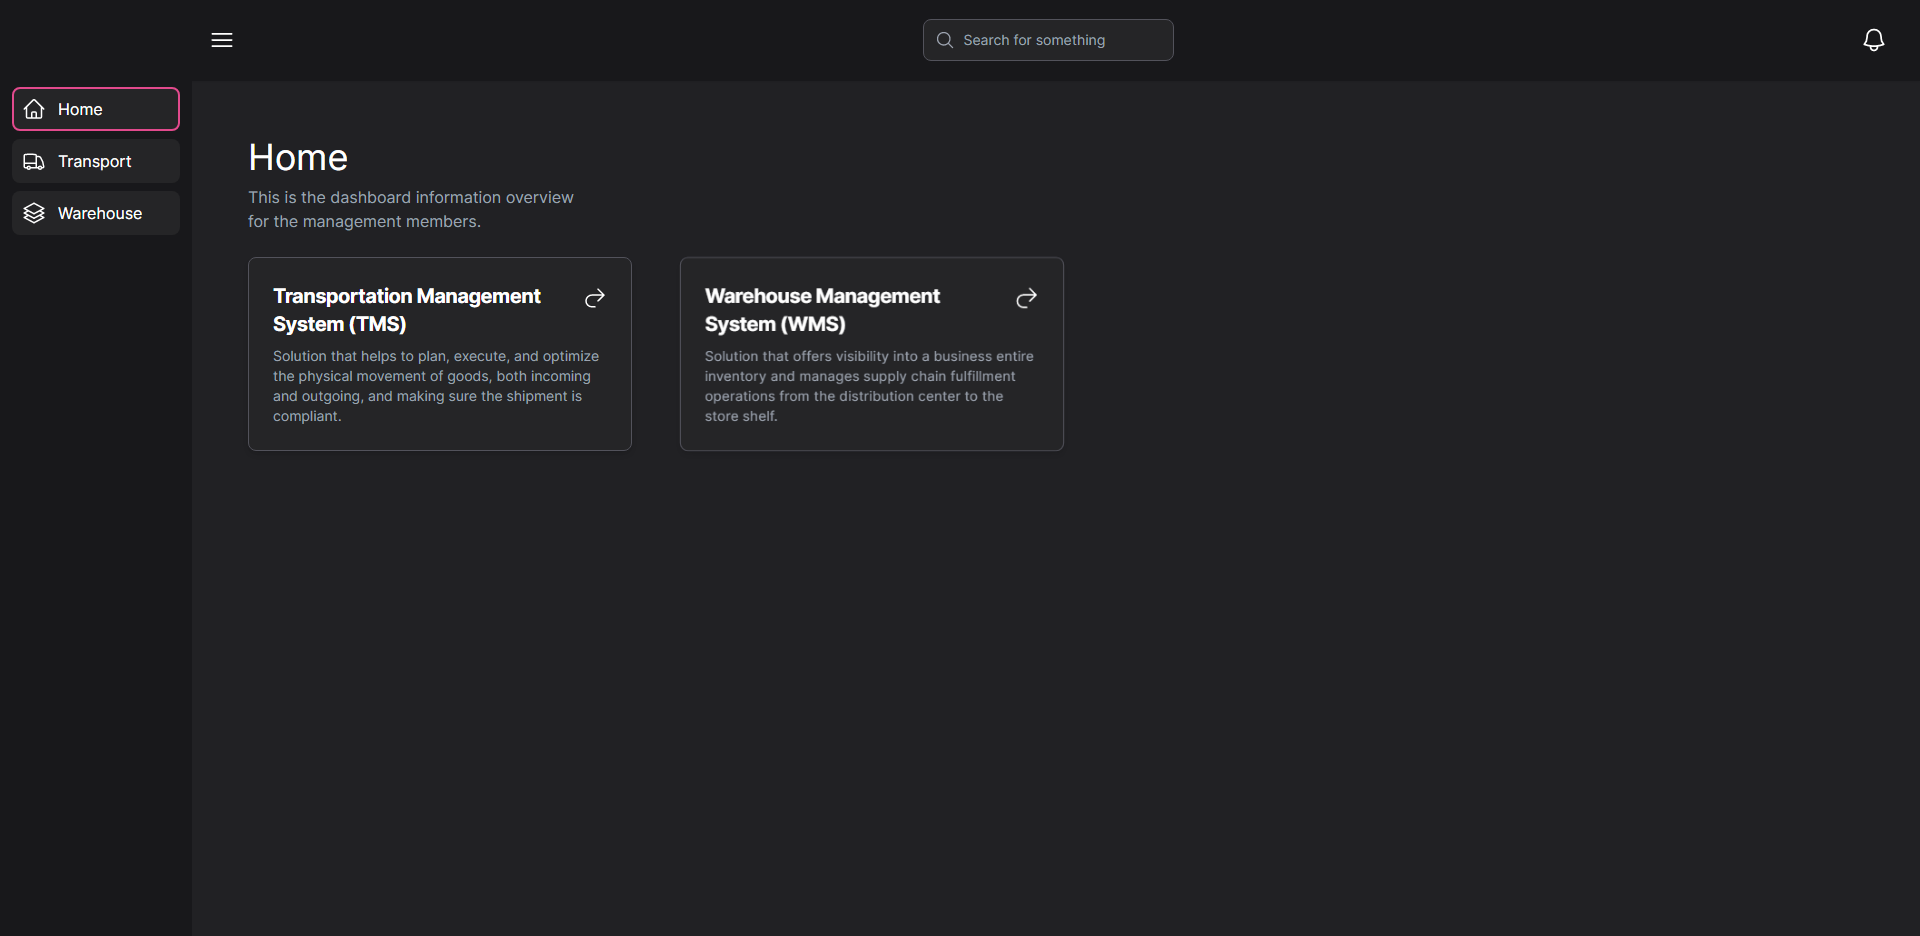 Search for something
Home
Transport
Warehouse
Home
This is the dashboard information overview
for the management members.
Transportation Management
System (TMS)
Solution that helps to plan, execute, and optimize
the physical movement of goods, both incoming
and outgoing, and making sure the shipment is
compliant.
Warehouse Management
System (WMS)
Solution that offers visibility into a business entire
inventory and manages supply chain fulfillment
operations from the distribution center to the
store shelf.